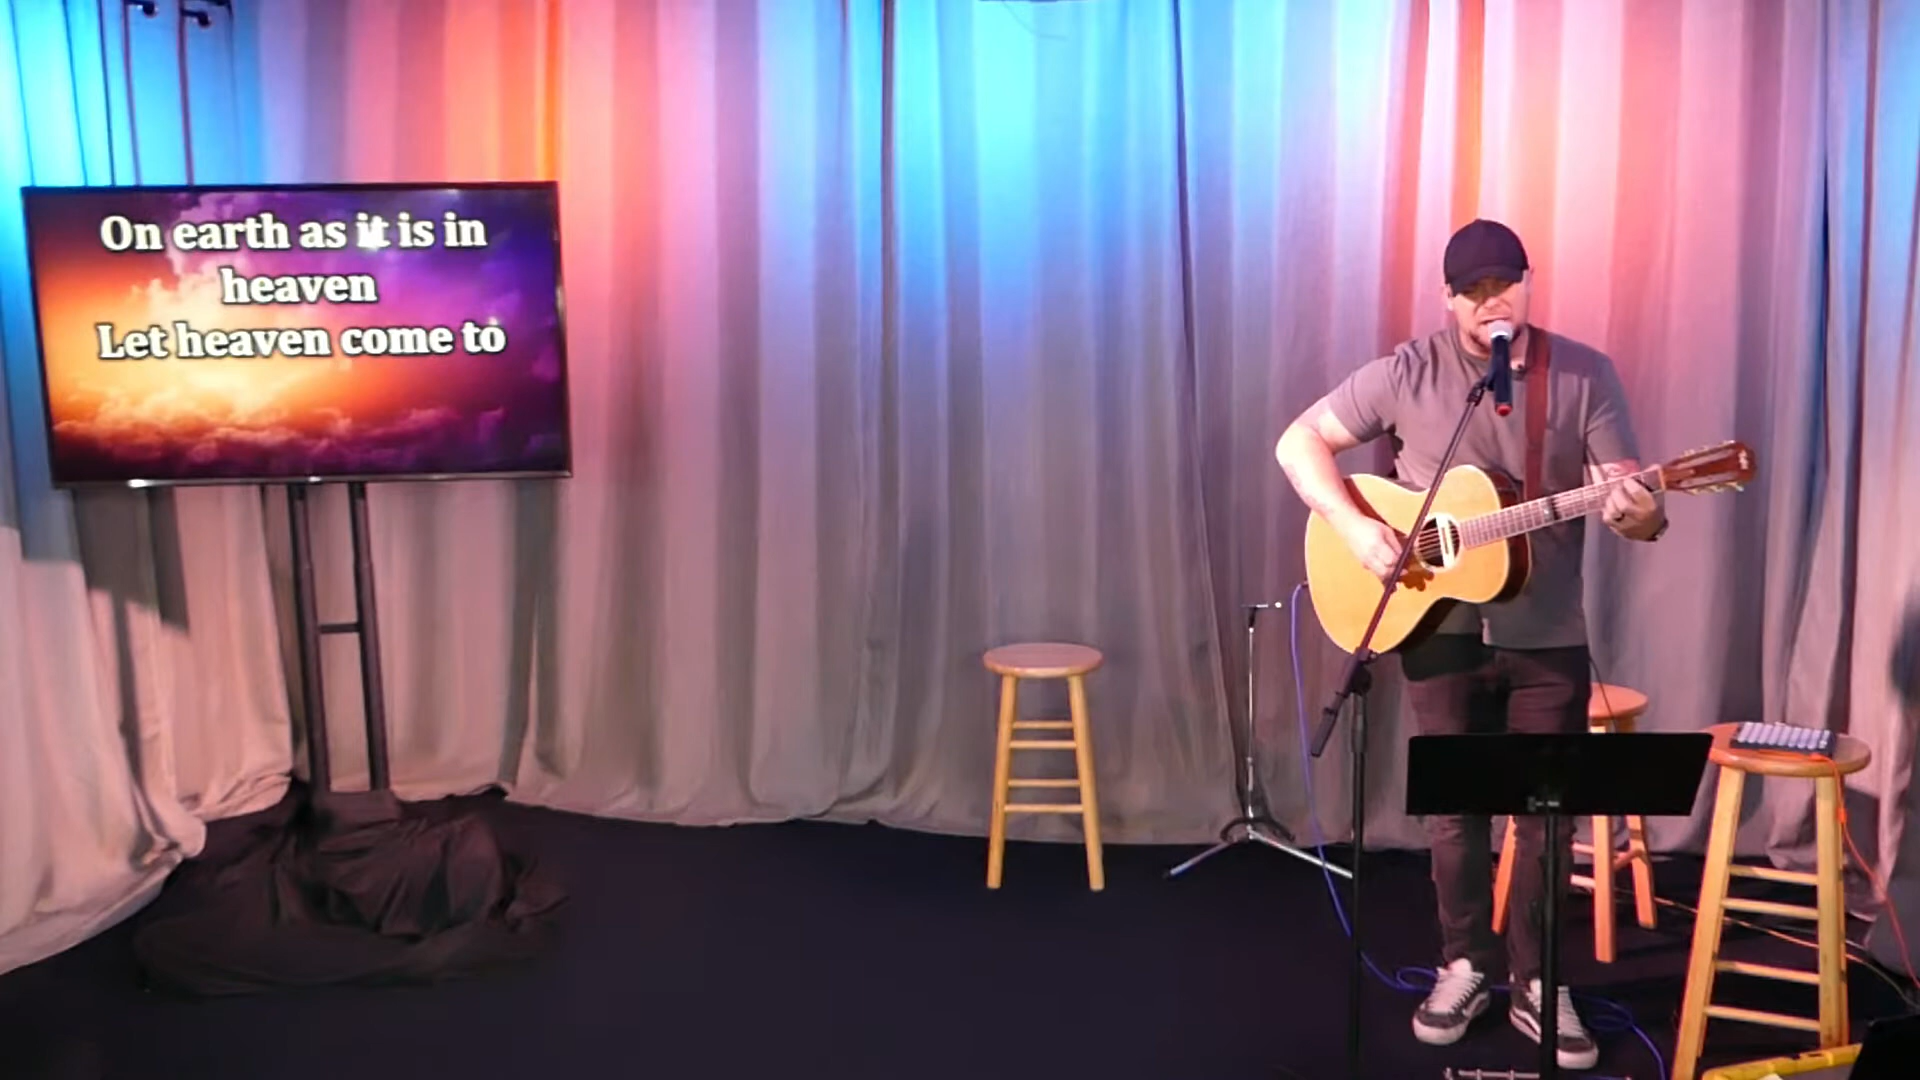 On earth as it is in
heaven
Let heaven come to